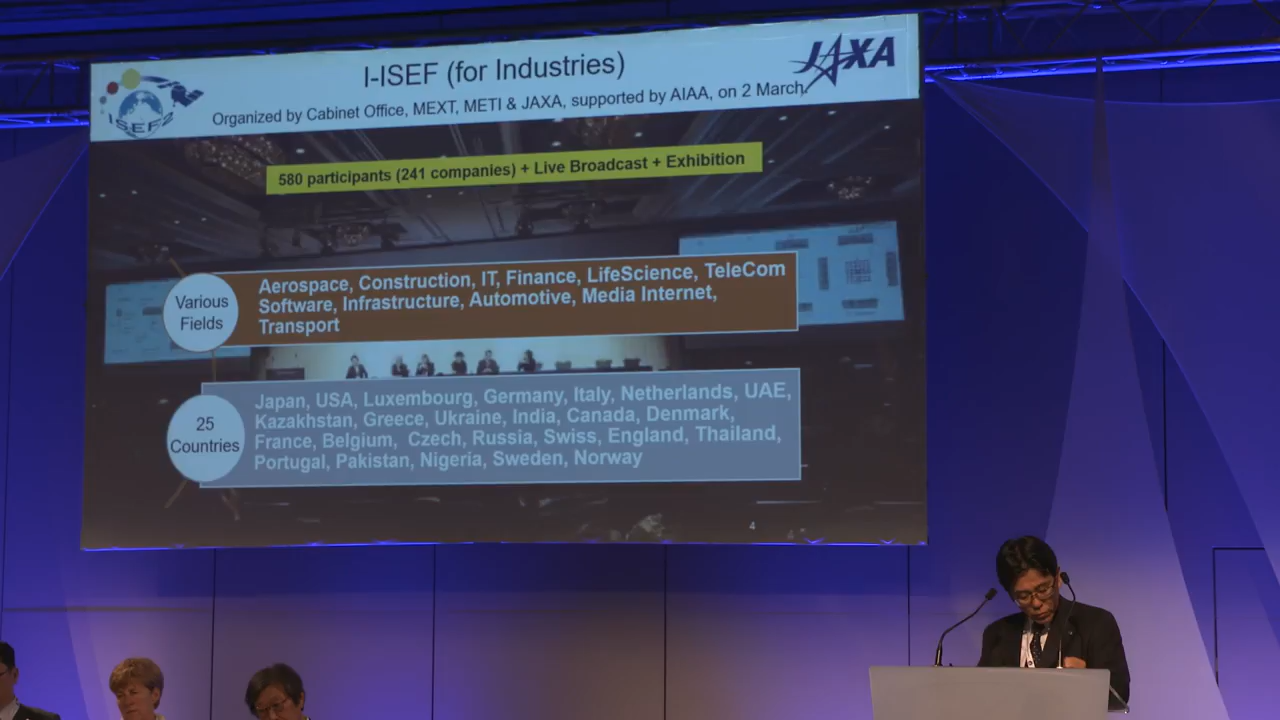 I-ISEF (for Industries)
JAXA
ISEF2
Organized by Cabinet Office, MEXT, METI & JAXA, supported by AIAA, on 2 March
580 participants (241 companies) + Live Broadcast + Exhibition
Various
Fields
Aerospace, Construction, IT, Finance, LifeScience, TeleCom
Software, Infrastructure, Automotive, Media Internet,
Transport
25
Countries
Japan, USA, Luxembourg, Germany, Italy, Netherlands, UAE,
Kazakhstan, Greece, Ukraine, India, Canada, Denmark,
France, Belgium, Czech, Russia, Swiss, England, Thailand,
Portugal, Pakistan, Nigeria, Sweden, Norway
4